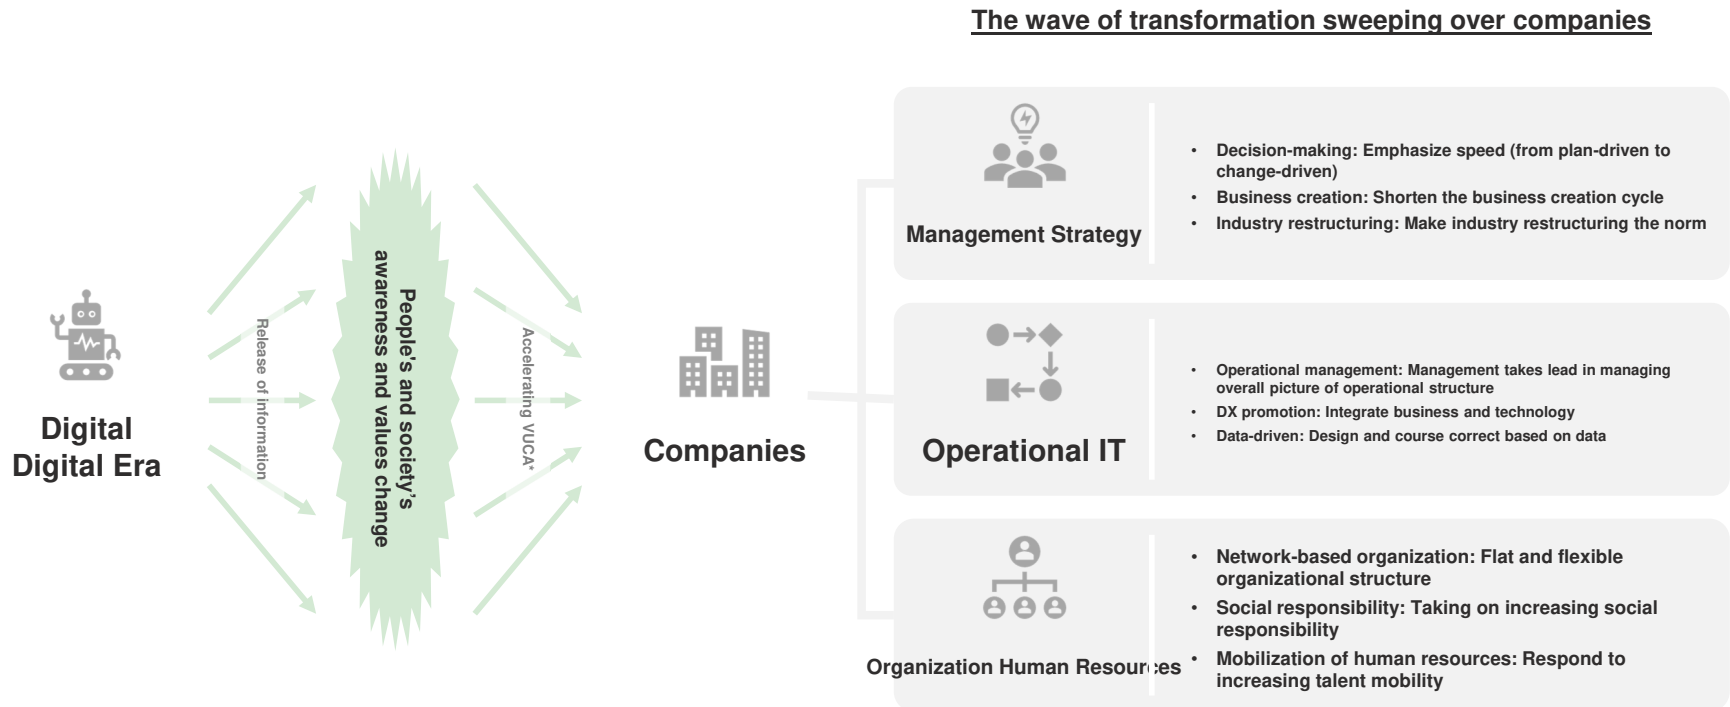 The wave of transformation sweeping over companies
Digital
Digital Era
Release of information
People's and society's
awareness and values change
Accelerating VUCA*
Companies
Management Strategy
• Decision-making: Emphasize speed (from plan-driven to
change-driven)
• Business creation: Shorten the business creation cycle
• Industry restructuring: Make industry restructuring the norm
Operational IT
• Operational management: Management takes lead in managing
overall picture of operational structure
• DX promotion: Integrate business and technology
• Data-driven: Design and course correct based on data
Organization Human Resources
• Network-based organization: Flat and flexible
organizational structure
• Social responsibility: Taking on increasing social
responsibility
• Mobilization of human resources: Respond to
increasing talent mobility